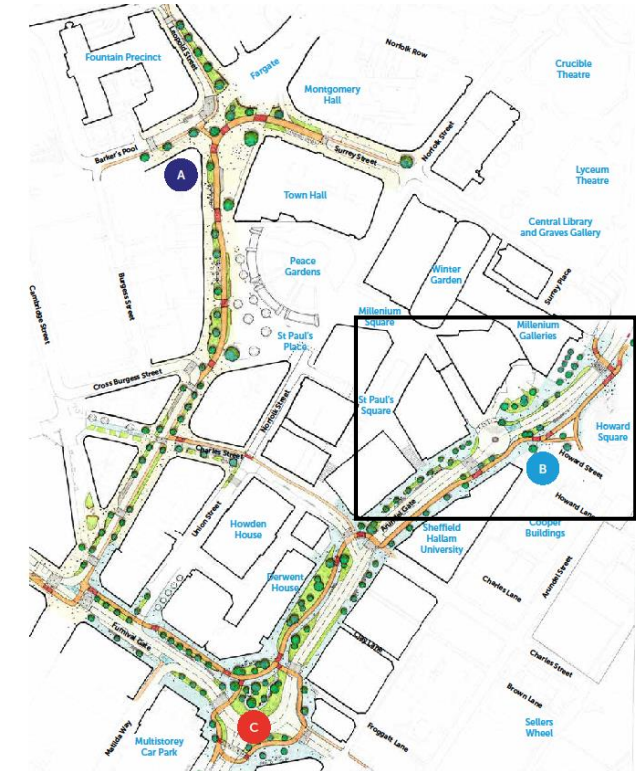 Leopold Street
Fountain Precinct
Fargate
Norfolk Row
Crucible
Theatre
Montgomery
Hall
Barker's Pool
A
Surrey Street
Norfolk Street
Lyceum
Theatre
Town Hall
Central Library
and Graves Gallery
Peace
Gardens
Winter
Garden
Surrey Place
Burgess Street
Cambridge Street
Millenium
Square
Millenium
Galleries
St Paul's
Place
Cross Burgess Street
Norfolk Street
St Paul's
Square
Howard
Square
Charles Street
B
Howard Street
Howard Lane
Union Street
Howden
House
Arundel Gate
Sheffield
Hallam
University
Cooper
Buildings
Arundel Street
Derwent
House
Charles Lane
Furnival Gate
Charles Street
Brown Lane
C
Matilda Way
Multistorey
Car Park
Froggatt Lane
Sellers
Wheel